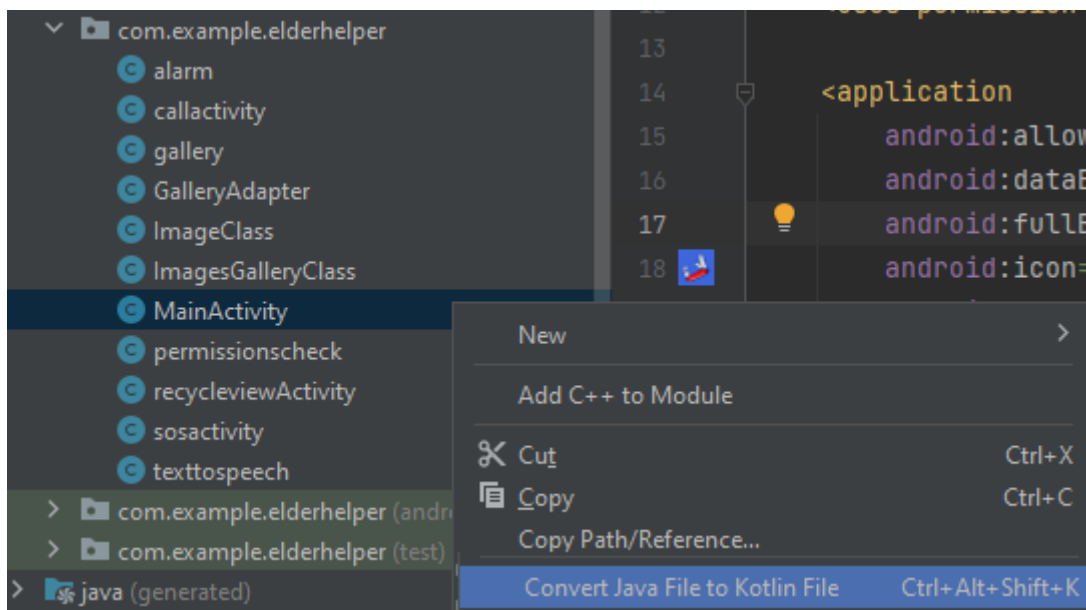 com.example.elderhelper
alarm
callactivity
gallery
GalleryAdapter
ImageClass
ImagesGalleryClass
MainActivity
permissionscheck
recycleviewActivity
sosactivity
texttospeech
com.example.elderhelper (andr
com.example.elderhelper (test)
java (generated)
13
14 <application
15 android:allow
16 android:dataE
17 android:fullB
18 android:icon=
New
Add C++ to Module
Cut Ctrl+X
Copy Ctrl+C
Copy Path/Reference...
Convert Java File to Kotlin File Ctrl+Alt+Shift+K